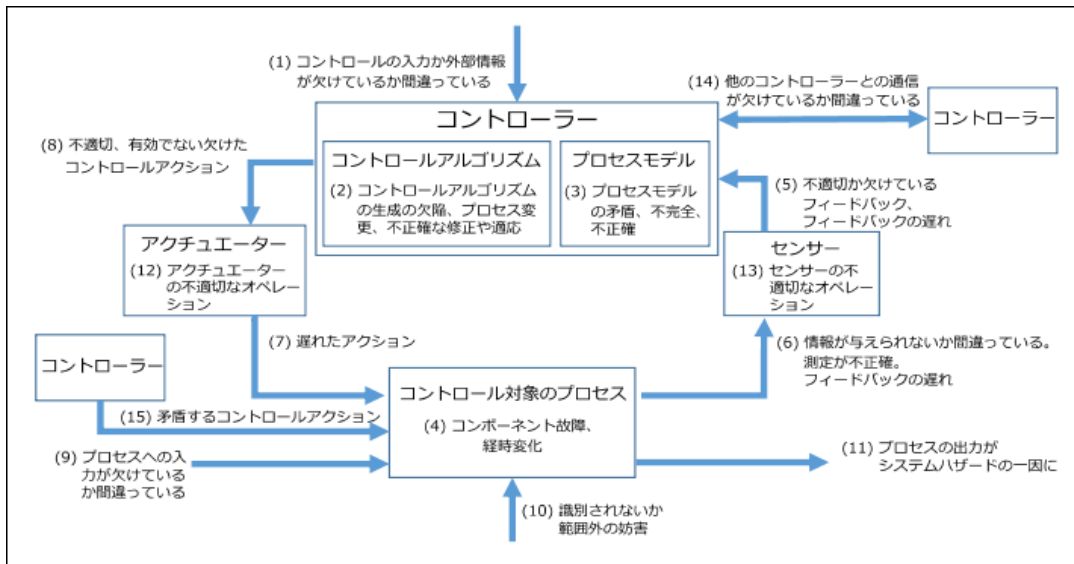 (1) コントロールの入力か外部情報
が欠けているか間違っている
(14) 他のコントローラーとの通信
が欠けているか間違っている
コントローラー
コントローラー
(8) 不適切、有効でない欠けた
コントロールアクション
コントロールアルゴリズム
(2) コントロールアルゴリズム
の生成の欠陥、プロセス変
更、不正確な修正や適応
プロセスモデル
(3) プロセスモデル
の矛盾、不完全、
不正確
(5) 不適切か欠けている
フィードバック、
フィードバックの遅れ
アクチュエーター
(12) アクチュエーター
の不適切なオペレー
ション
センサー
(13) センサーの不
適切なオペレー
ション
(7) 遅れたアクション
(6) 情報が与えられないか間違っている。
測定が不正確。
フィードバックの遅れ
コントローラー
コントロール対象のプロセス
(4) コンポーネント故障、
経時変化
(15) 矛盾するコントロールアクション
(9) プロセスへの入
力が欠けている
か間違っている
(11) プロセスの出力が
システムハザードの一因に
(10) 識別されないか
範囲外の妨害